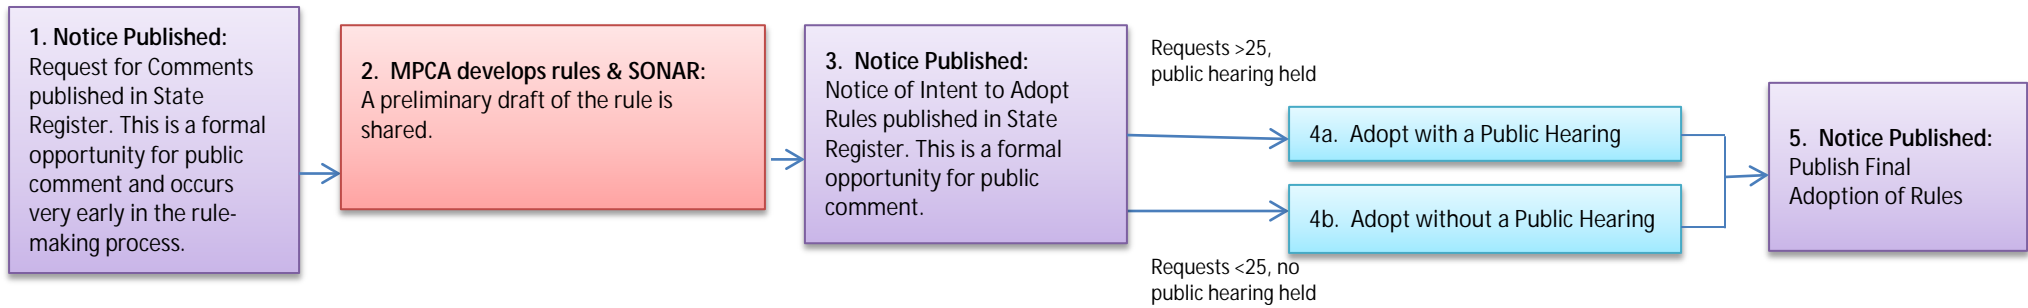 1. Notice Published:
Request for Comments
published in State
Register. This is a formal
opportunity for public
comment and occurs
very early in the rule-
making process.
2.  MPCA develops rules & SONAR:
A preliminary draft of the rule is
shared.
3.  Notice Published:
Notice of Intent to Adopt
Rules published in State
Register. This is a formal
opportunity for public
comment.
Requests >25,
public hearing held
4a.  Adopt with a Public Hearing
4b.  Adopt without a Public Hearing
Requests <25, no
public hearing held
5.  Notice Published:
Publish Final
Adoption of Rules